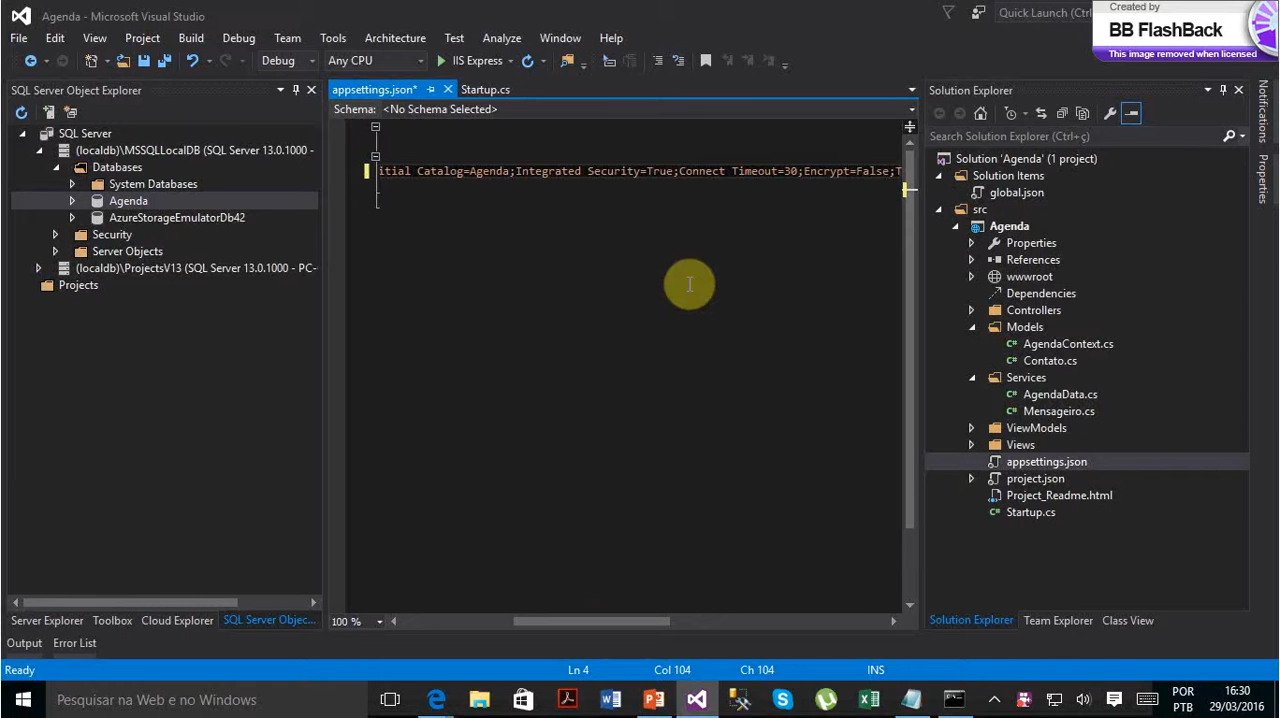 Agenda - Microsoft Visual Studio
Quick Launch (Ctrl
Created by
BB FlashBack
This image removed when licensed
File Edit View Project Build Debug Team Tools Architecture Test Analyze Window Help
Debug Any CPU IIS Express
SQL Server Object Explorer
SQL Server
(localdb)\MSSQLLocalDB (SQL Server 13.0.1000 -
Databases
System Databases
Agenda
AzureStorageEmulatorDb42
Security
Server Objects
(localdb)\ProjectsV13 (SQL Server 13.0.1000 - PC-
Projects
Server Explorer Toolbox Cloud Explorer SQL Server Objec...
appsettings.json* Startup.cs
Schema: <No Schema Selected>
itial Catalog=Agenda;Integrated Security=True;Connect Timeout=30;Encrypt=False;T
100 %
Solution Explorer
Search Solution Explorer (Ctrl+ç)
Solution 'Agenda' (1 project)
Solution Items
global.json
src
Agenda
Properties
References
wwwroot
Dependencies
Controllers
Models
AgendaContext.cs
Contato.cs
Services
AgendaData.cs
Mensageiro.cs
ViewModels
Views
appsettings.json
project.json
Project_Readme.html
Startup.cs
Solution Explorer Team Explorer Class View
Notifications
Properties
Output Error List
Ready Ln 4 Col 104 Ch 104 INS
Pesquisar na Web e no Windows
POR
PTB
16:30
29/03/2016